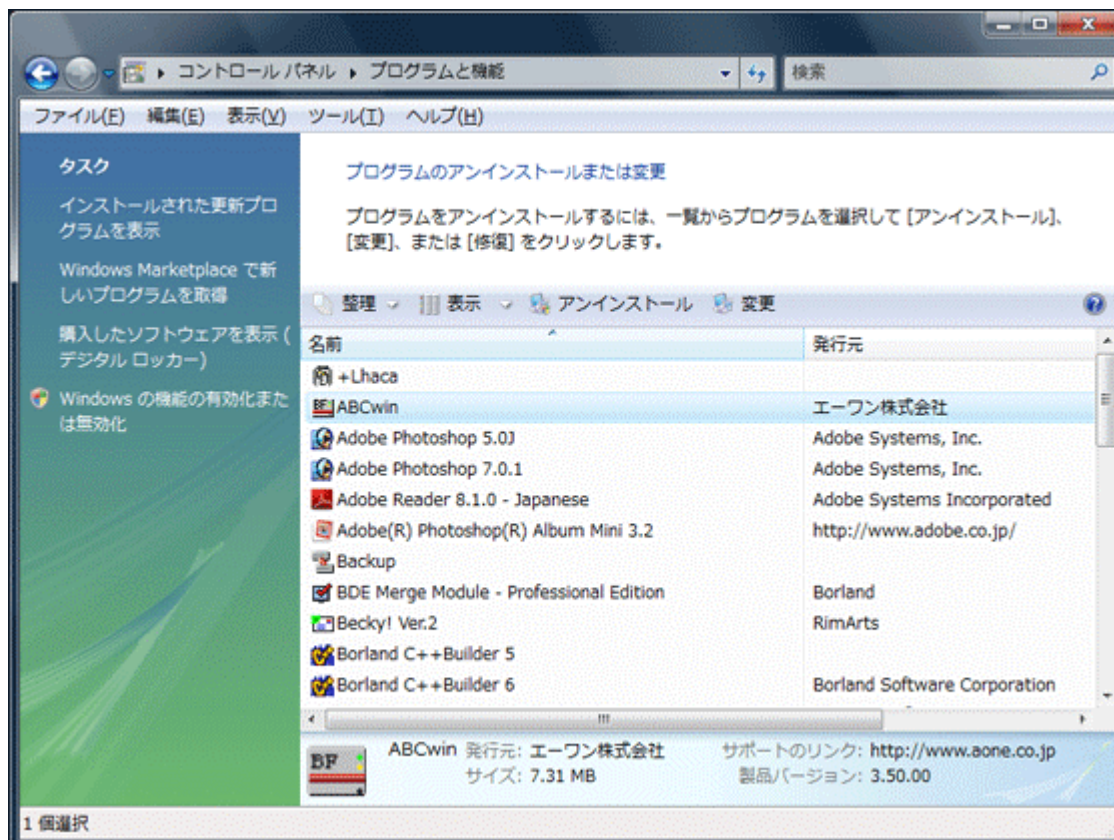 コントロール パネル ▸ プログラムと機能
検索
ファイル(F) 編集(E) 表示(V) ツール(T) ヘルプ(H)
タスク
インストールされた更新プロ
グラムを表示
Windows Marketplace で新
しいプログラムを取得
購入したソフトウェアを表示 (
デジタル ロッカー)
Windows の機能の有効化また
は無効化
プログラムのアンインストールまたは変更
プログラムをアンインストールするには、一覧からプログラムを選択して [アンインストール]、
[変更]、または [修復] をクリックします。
整理 表示 アンインストール 変更
名前 発行元
+Lhaca
ABCwin エーワン株式会社
Adobe Photoshop 5.0J Adobe Systems, Inc.
Adobe Photoshop 7.0.1 Adobe Systems, Inc.
Adobe Reader 8.1.0 - Japanese Adobe Systems Incorporated
Adobe(R) Photoshop(R) Album Mini 3.2 http://www.adobe.co.jp/
Backup
BDE Merge Module - Professional Edition Borland
Becky! Ver.2 RimArts
Borland C++Builder 5
Borland C++Builder 6 Borland Software Corporation
BF
ABCwin 発行元: エーワン株式会社 サポートのリンク: http://www.aone.co.jp
サイズ: 7.31 MB 製品バージョン: 3.50.00
1 個選択